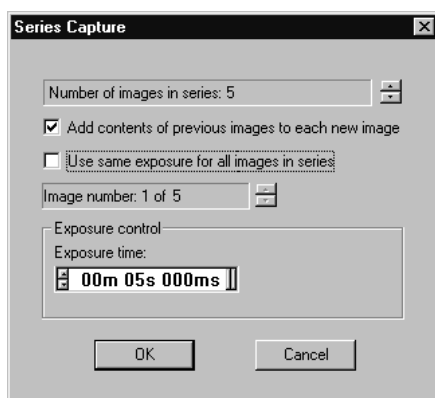 Series Capture
Number of images in series: 5
Add contents of previous images to each new image
Use same exposure for all images in series
Image number: 1 of 5
Exposure control
Exposure time:
00m 05s 000ms
OK
Cancel